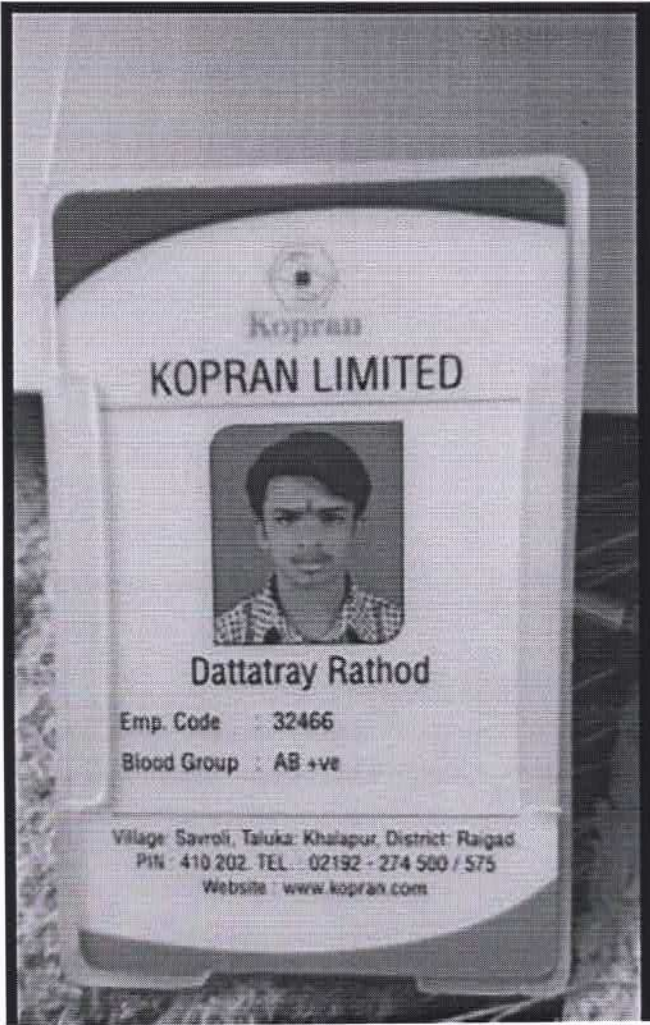 Kopran
KOPRAN LIMITED
Dattatray Rathod
Emp. Code : 32466
Blood Group : AB +ve
Village: Savroli, Taluka: Khalapur, District: Raigad
PIN : 410 202. TEL. : 02192 - 274 500 / 575
Website : www.kopran.com